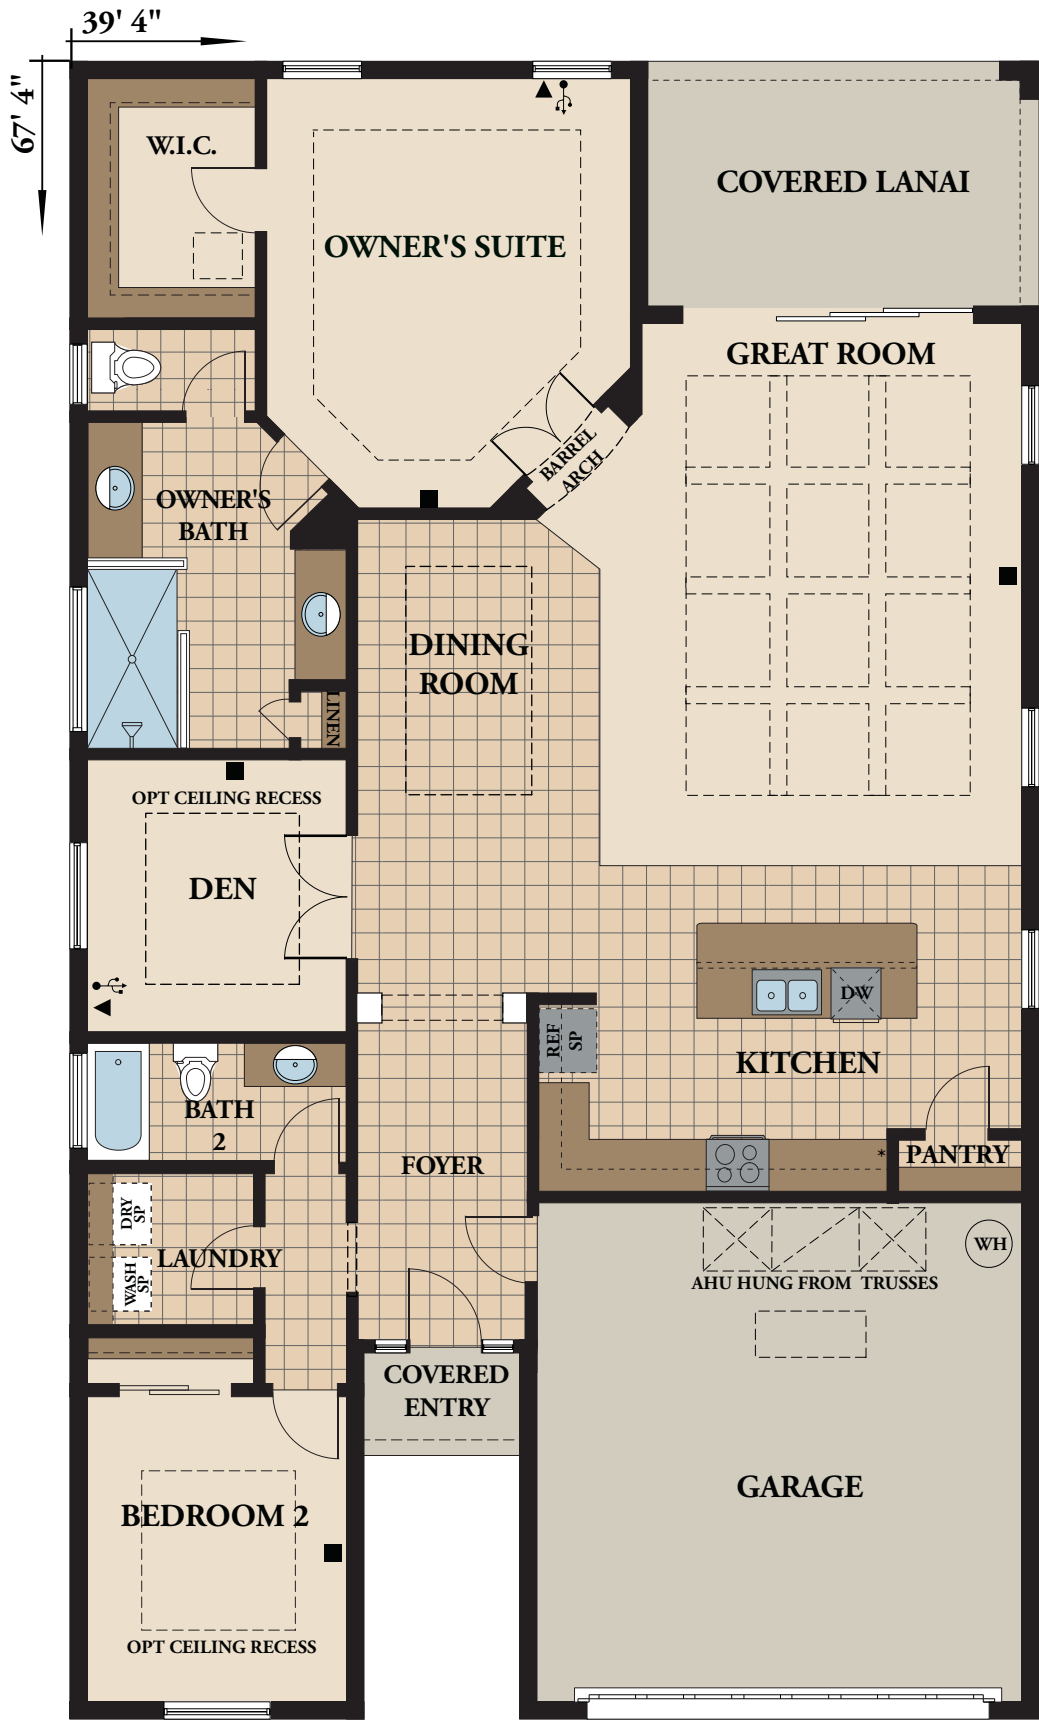 39' 4"
67' 4"
W.I.C.
COVERED LANAI
OWNER'S SUITE
GREAT ROOM
BARREL
ARCH
OWNER'S
BATH
DINING
ROOM
LINEN
OPT CEILING RECESS
DEN
DW
REF
SP
KITCHEN
BATH
2
FOYER
* PANTRY
DRY
SP
LAUNDRY
WASH
SP
WH
AHU HUNG FROM TRUSSES
COVERED
ENTRY
GARAGE
BEDROOM 2
OPT CEILING RECESS